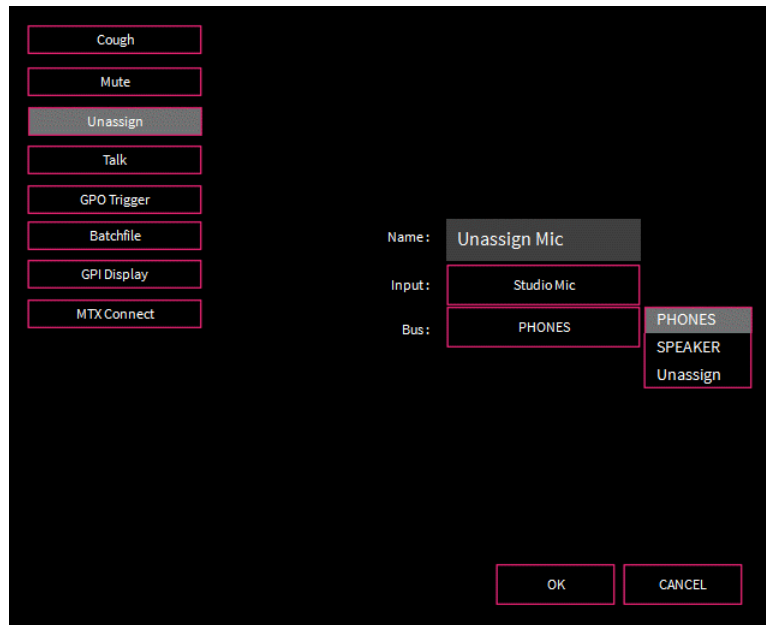 Cough
Mute
Unassign
Talk
GPO Trigger
Batchfile
GPI Display
MTX Connect
Name: Unassign Mic
Input: Studio Mic
Bus: PHONES
PHONES
SPEAKER
Unassign
OK CANCEL